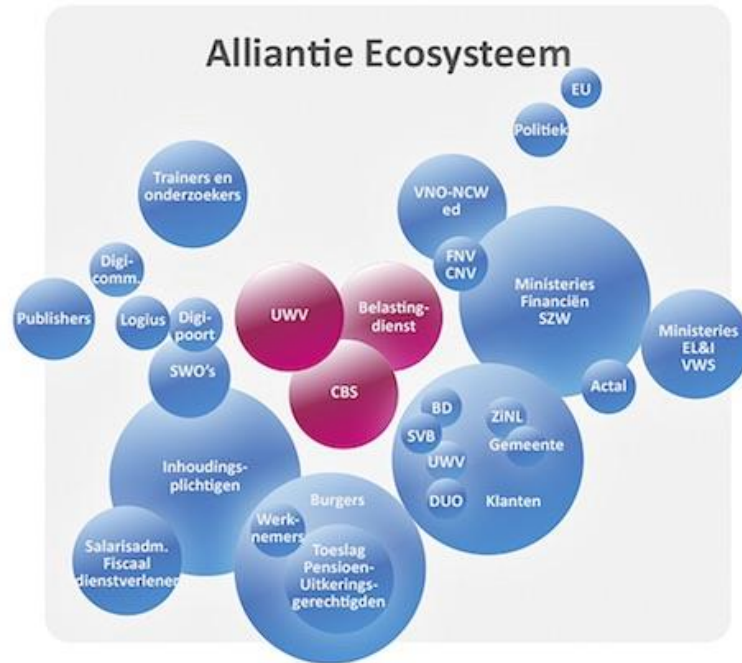 Alliantie Ecosysteem
EU
Politiek
Trainers en
onderzoekers
VNO-NCW
ed
FNV
CNV
Digi-
comm.
Ministeries
Financiën
SZW
Publishers
Logius
Digi-
poort
UWV
Belasting-
dienst
Ministeries
EL&I
VWS
SWO's
CBS
Actal
BD
ZiNL
SVB
Gemeente
UWV
Inhoudings-
plichtigen
DUO
Klanten
Burgers
Werk-
nemers
Salarisadm.
Fiscaal
dienstverlener
Toeslag
Pensioen-
Uitkerings-
gerechtigden